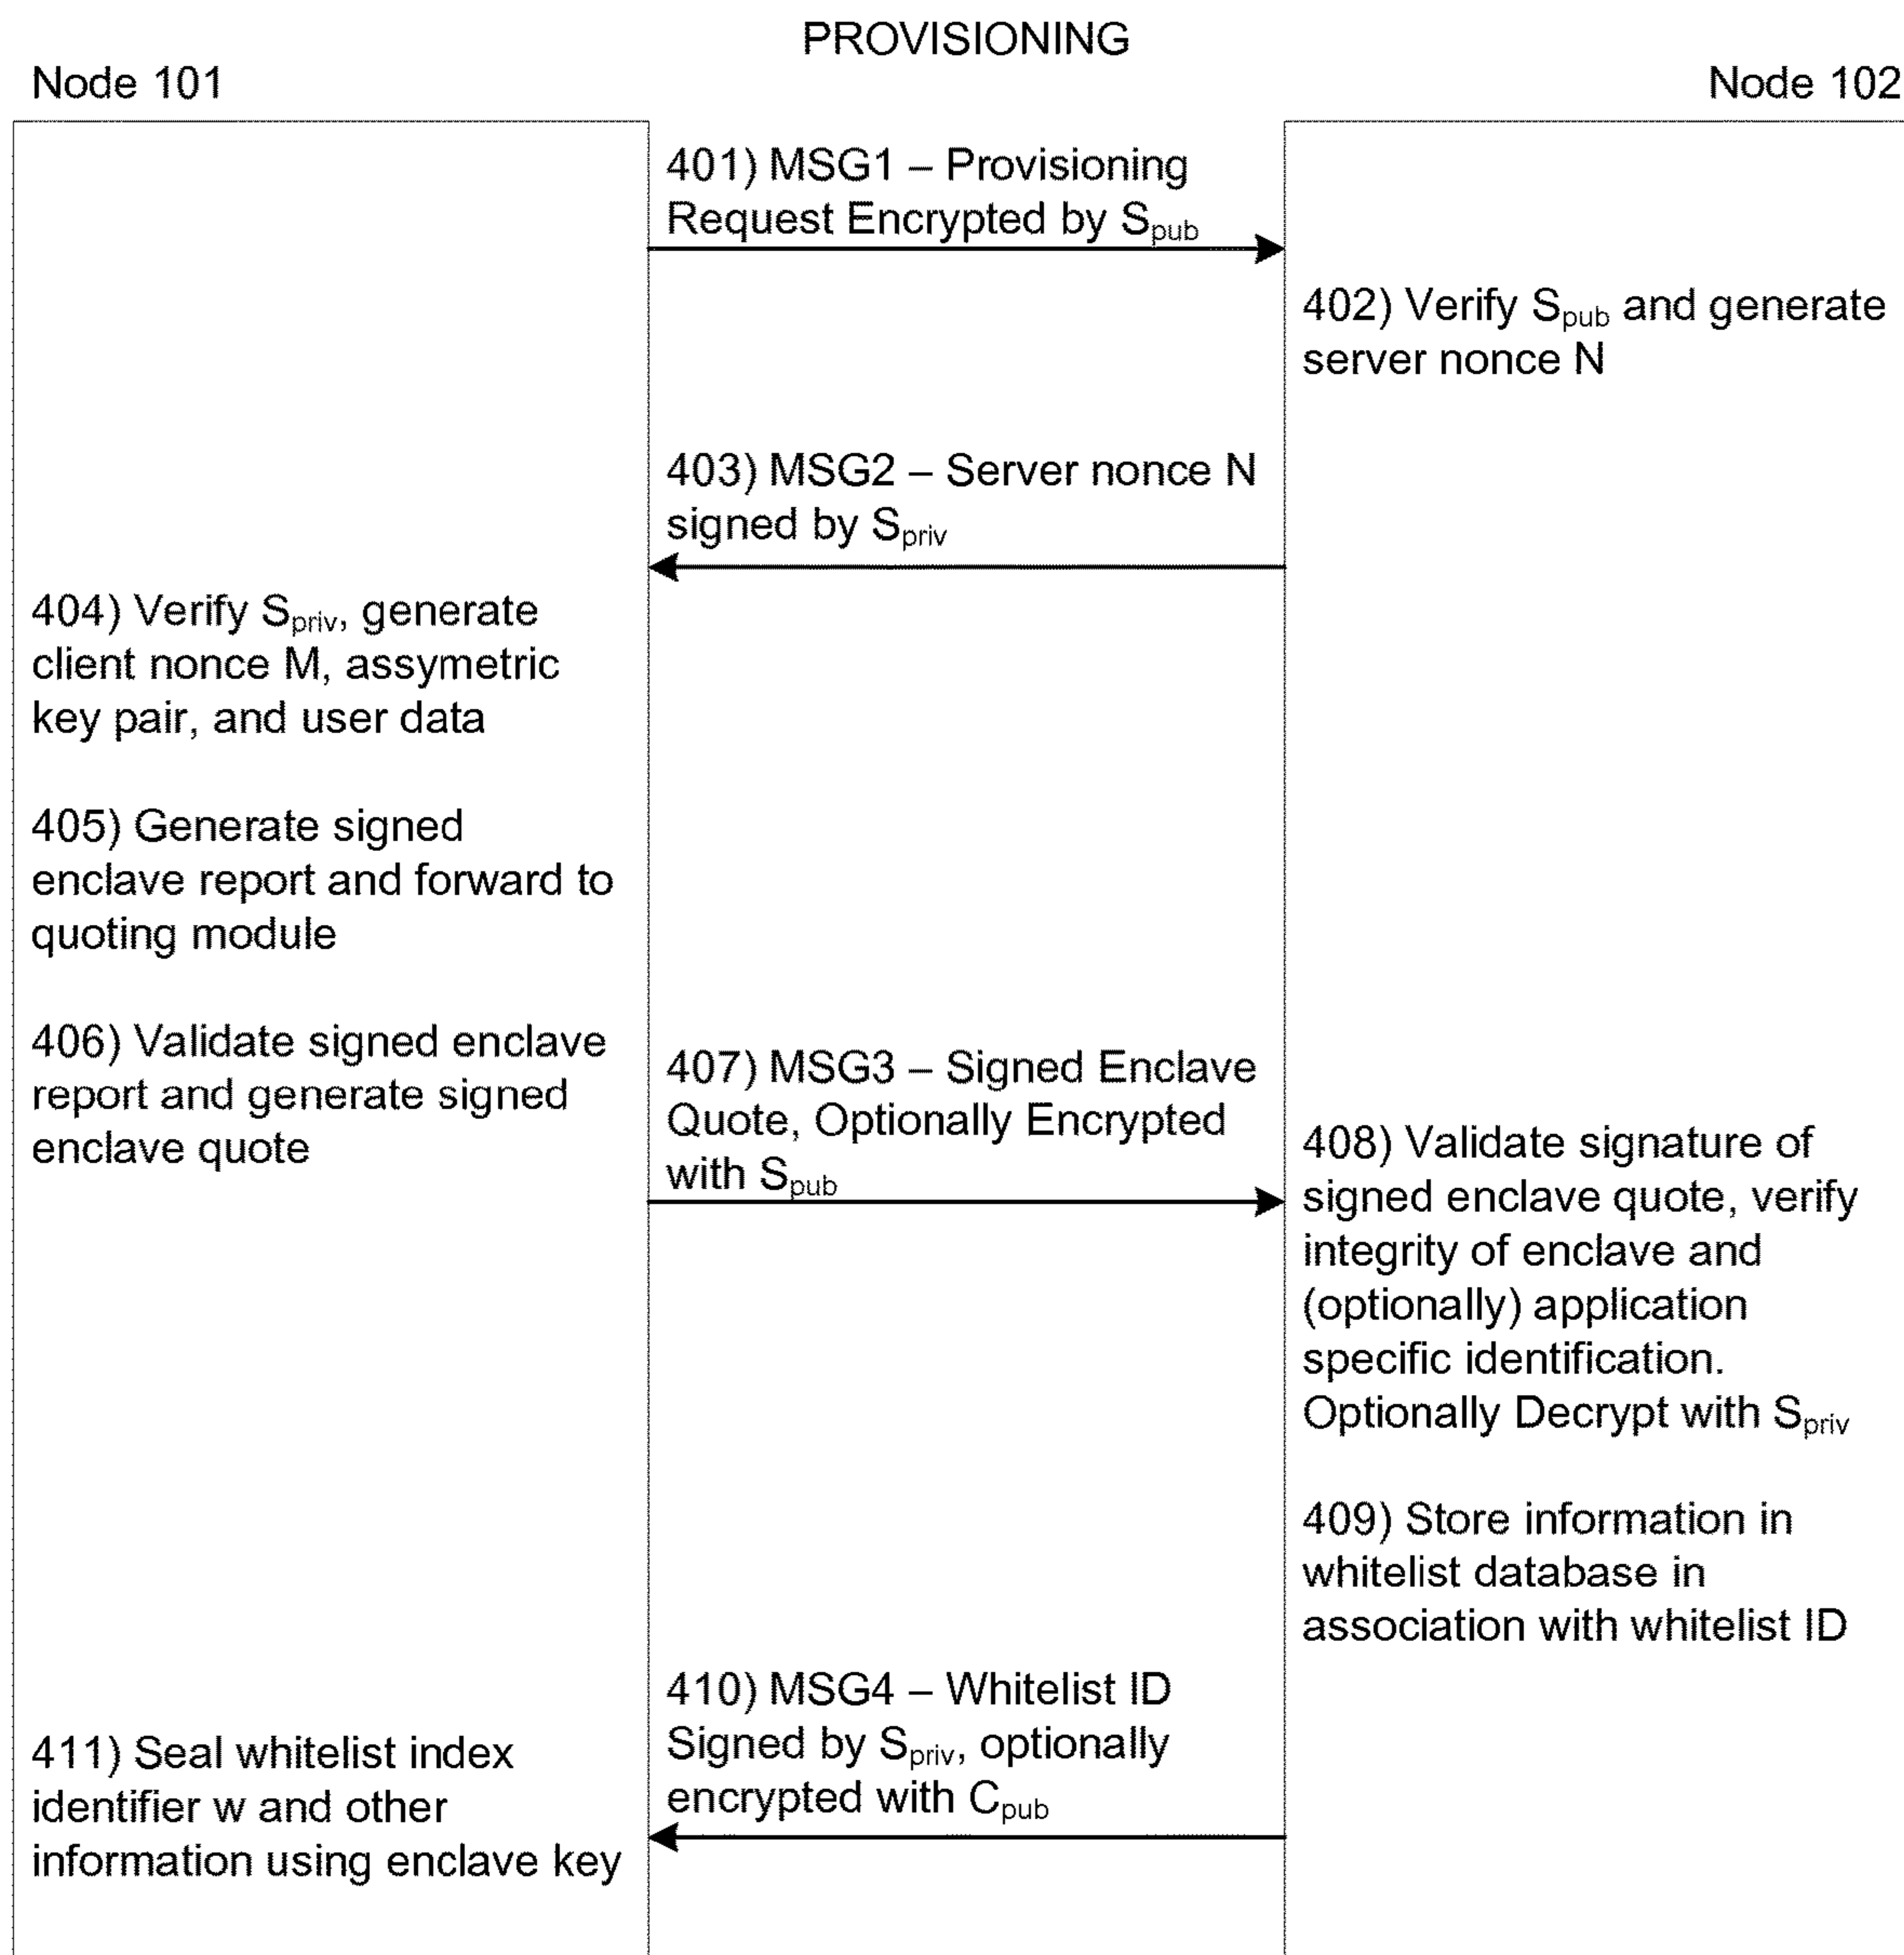 PROVISIONING
Node 101
Node 102
401) MSG1 – Provisioning
Request Encrypted by Spub
402) Verify Spub and generate
server nonce N
403) MSG2 – Server nonce N
signed by Spriv
404) Verify Spriv, generate
client nonce M, assymetric
key pair, and user data
405) Generate signed
enclave report and forward to
quoting module
406) Validate signed enclave
report and generate signed
enclave quote
407) MSG3 – Signed Enclave
Quote, Optionally Encrypted
with Spub
408) Validate signature of
signed enclave quote, verify
integrity of enclave and
(optionally) application
specific identification.
Optionally Decrypt with Spriv
409) Store information in
whitelist database in
association with whitelist ID
410) MSG4 – Whitelist ID
Signed by Spriv, optionally
encrypted with Cpub
411) Seal whitelist index
identifier w and other
information using enclave key